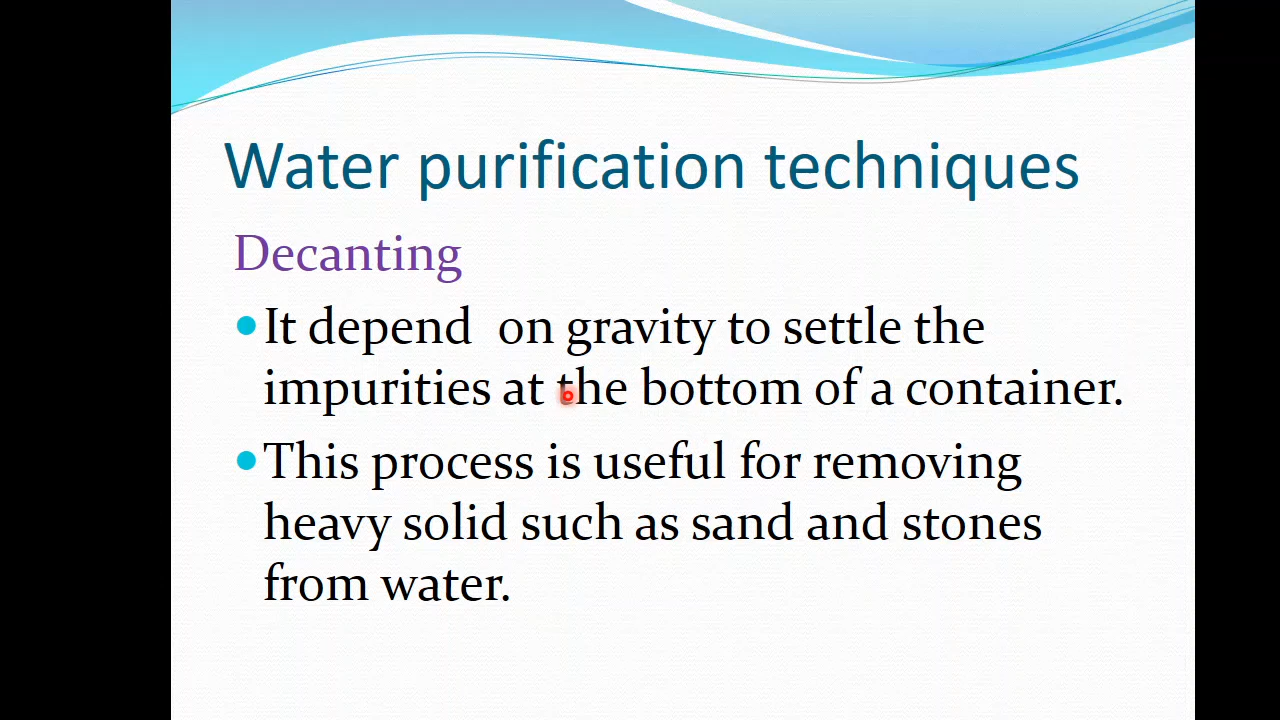 Water purification techniques
Decanting
It depend on gravity to settle the
impurities at the bottom of a container.
This process is useful for removing
heavy solid such as sand and stones
from water.